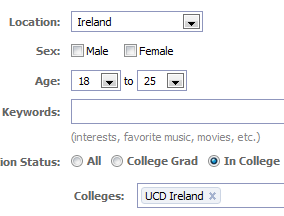 Location: Ireland
Sex: Male Female
Age: 18 to 25
Keywords:
(interests, favorite music, movies, etc.)
ion Status: All College Grad In College
Colleges: UCD Ireland x